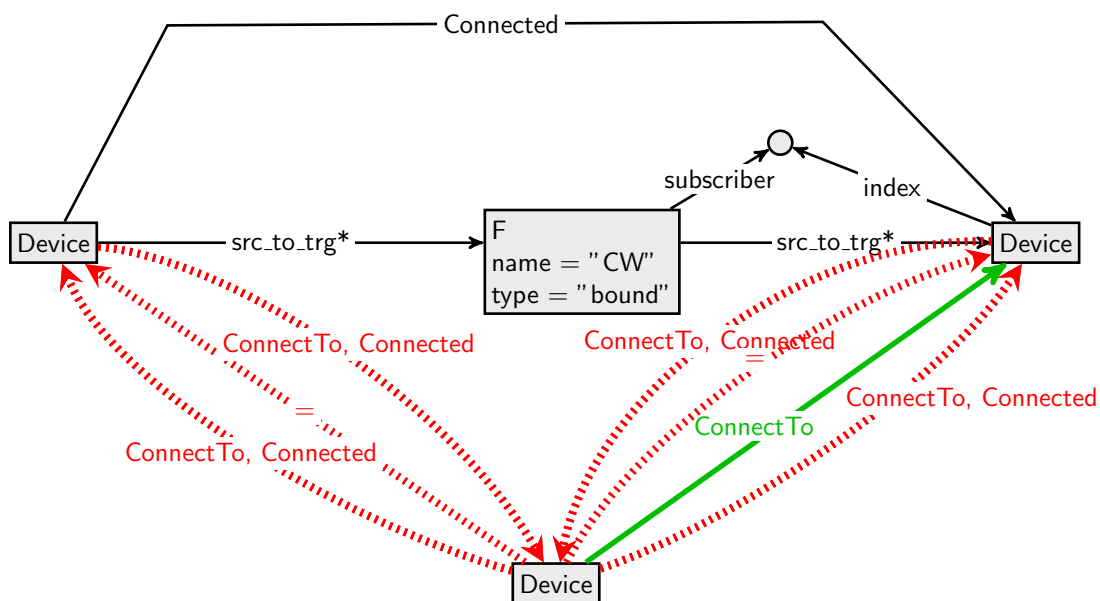 Connected
subscriber
index
Device
src_to_trg*
F
name = "CW"
type = "bound"
src_to_trg*
Device
ConnectTo, Connected
ConnectTo, Connected
=
=
ConnectTo, Connected
ConnectTo
ConnectTo, Connected
Device